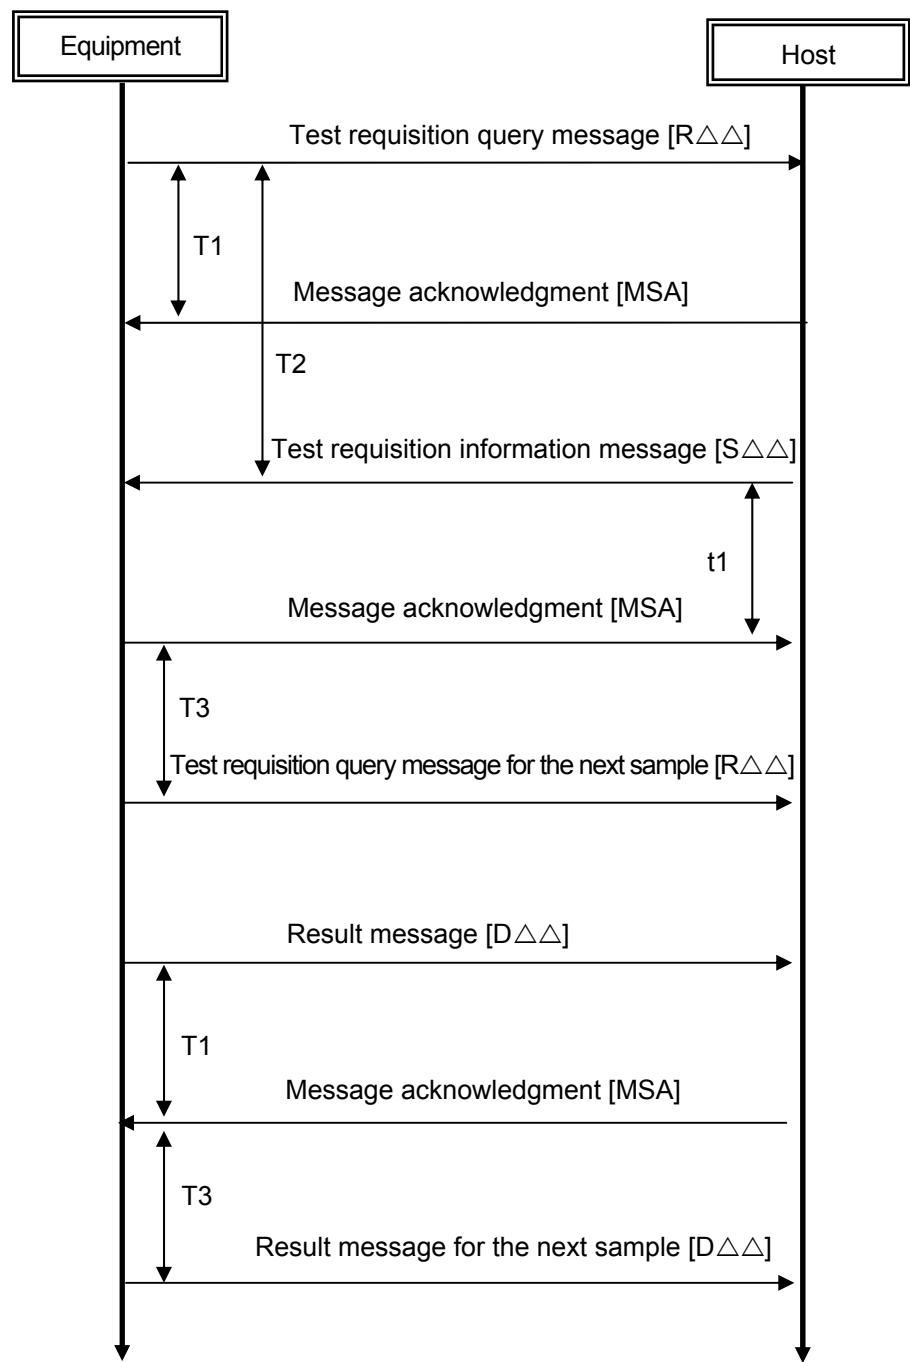 Equipment
Host
Test requisition query message [R△△]
T1
Message acknowledgment [MSA]
T2
Test requisition information message [S△△]
t1
Message acknowledgment [MSA]
T3
Test requisition query message for the next sample [R△△]
Result message [D△△]
T1
Message acknowledgment [MSA]
T3
Result message for the next sample [D△△]